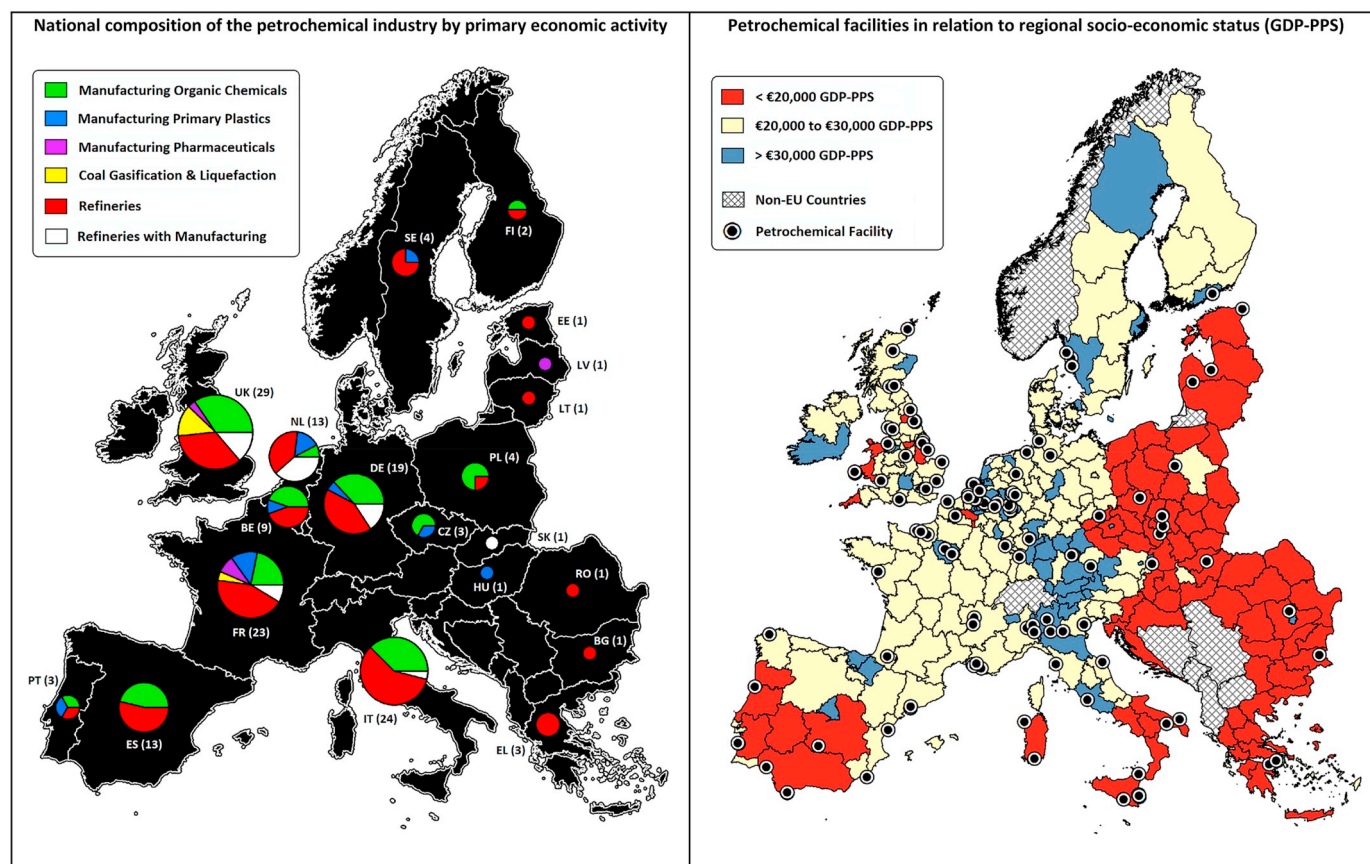 National composition of the petrochemical industry by primary economic activity
Manufacturing Organic Chemicals
Manufacturing Primary Plastics
Manufacturing Pharmaceuticals
Coal Gasification & Liquefaction
Refineries
Refineries with Manufacturing
SE (4)
FI (2)
EE (1)
LV (1)
LT (1)
UK (29)
NL (13)
DE (19)
PL (4)
BE (9)
CZ (3)
SK (1)
HU (1)
RO (1)
FR (23)
BG (1)
PT (3)
ES (13)
IT (24)
EL (3)
Petrochemical facilities in relation to regional socio-economic status (GDP-PPS)
< €20,000 GDP-PPS
€20,000 to €30,000 GDP-PPS
> €30,000 GDP-PPS
Non-EU Countries
Petrochemical Facility